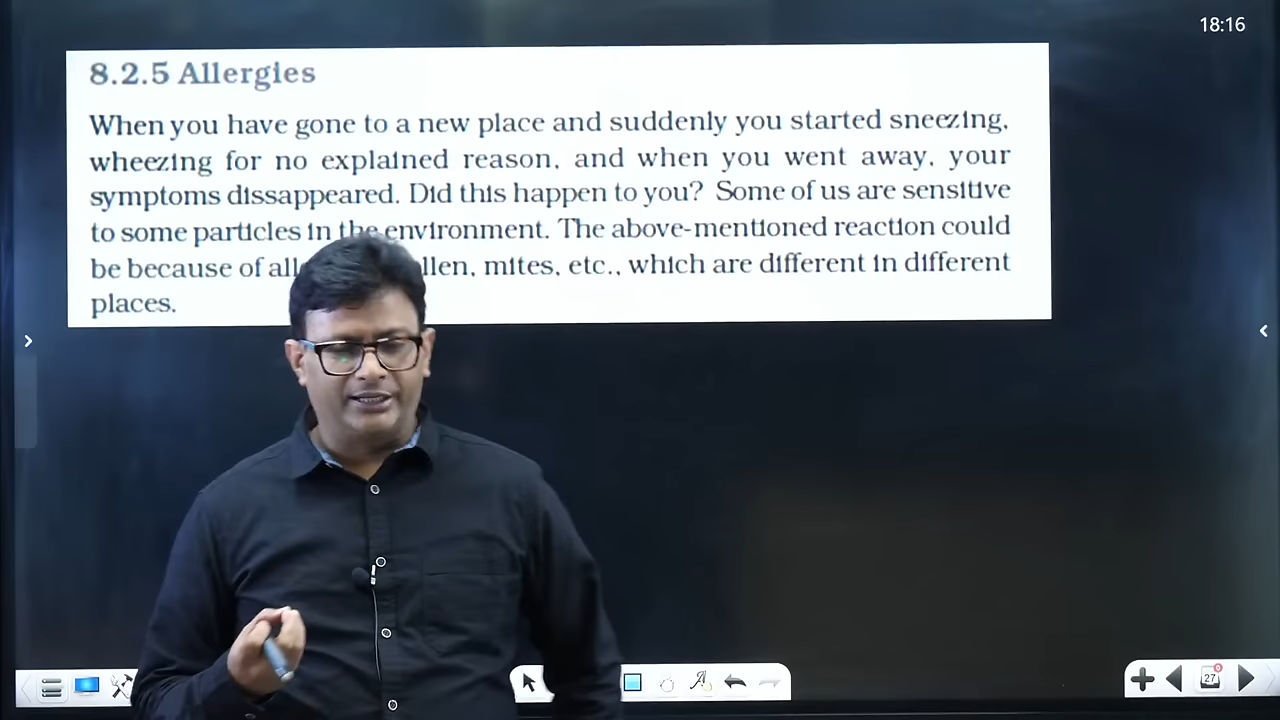 18:16
8.2.5 Allergies
When you have gone to a new place and suddenly you started sneezing,
wheezing for no explained reason, and when you went away, your
symptoms dissappeared. Did this happen to you? Some of us are sensitive
to some particles in the environment. The above-mentioned reaction could
be because of mites, etc., which are different in different
places.
27